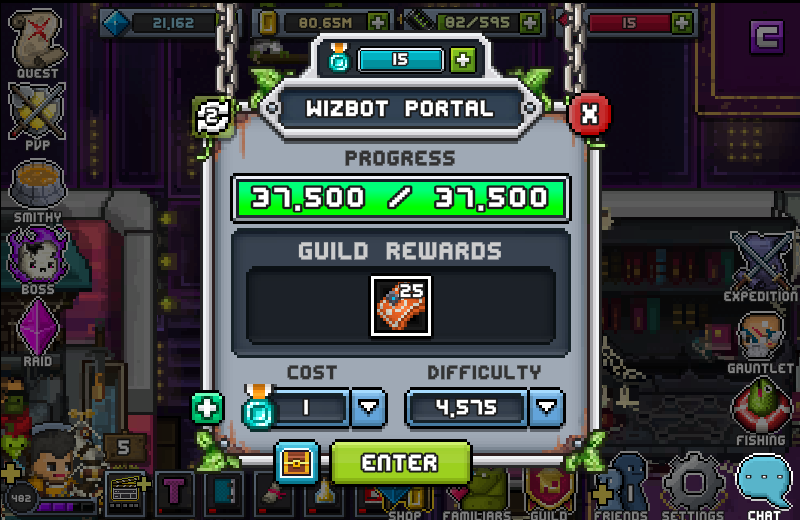 21,162
80.65M
82/595
15
15
C
QUEST
2
WIZBOT PORTAL
X
PVP
PROGRESS
37,500 / 37,500
SMITHY
GUILD REWARDS
BOSS
25
EXPEDITION
RAID
GAUNTLET
COST
DIFFICULTY
1
4,575
FISHING
5
ENTER
482
T
SHOP
FAMILIARS
GUILD
FRIENDS
SETTINGS
CHAT